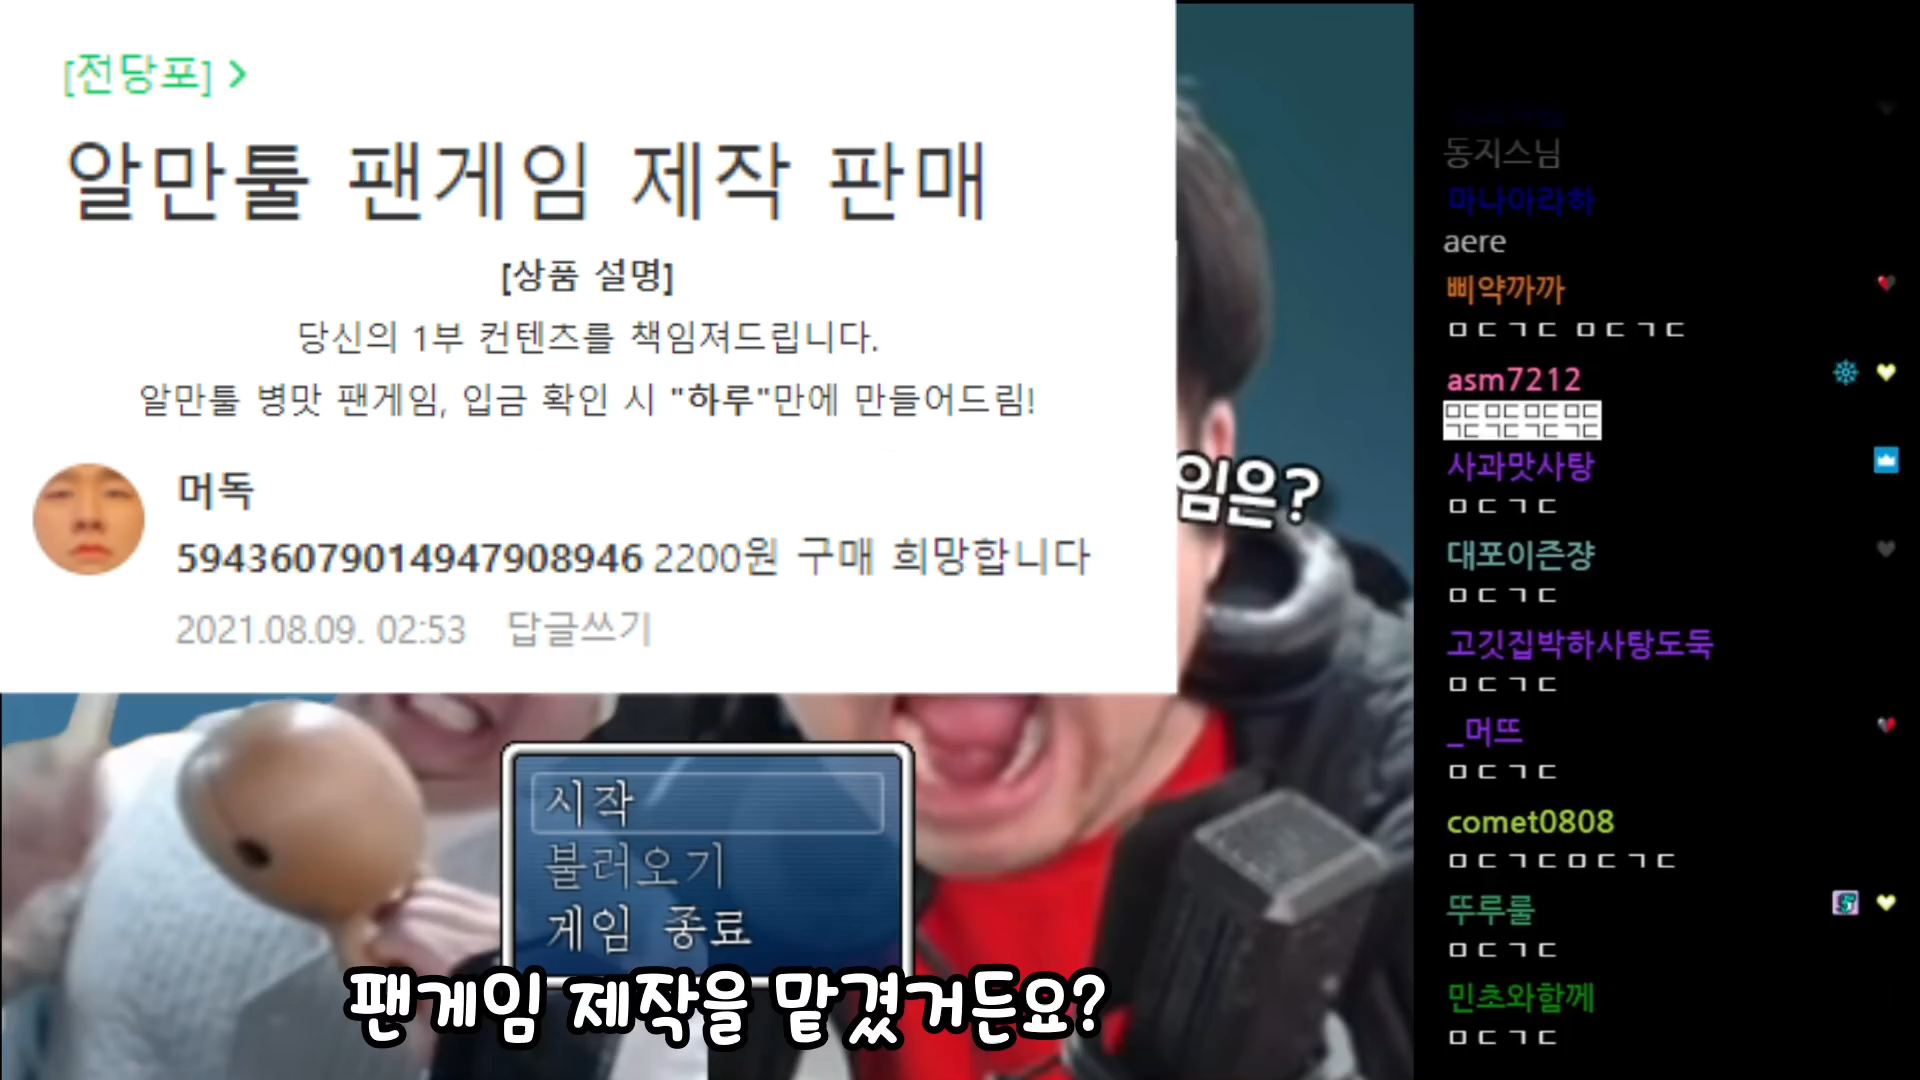 [전당포] >
알만툴 팬게임 제작 판매
[상품 설명]
당신의 1부 컨텐츠를 책임져드립니다.
알만툴 병맛 팬게임, 입금 확인 시 "하루"만에 만들어드림!
머독
59436079014947908946 2200원 구매 희망합니다
2021.08.09. 02:53 답글쓰기
임은?
시작
불러오기
게임 종료
팬게임 제작을 맡겼거든요?
동지스님
마나아라하
aere
삐약까까
ㅁㄷㄱㄷ ㅁㄷㄱㄷ
asm7212
ㅁㄷㅁㄷㅁㄷㅁㄷ
ㄱㄷㄱㄷㄱㄷㄱㄷ
사과맛사탕
ㅁㄷㄱㄷ
대포이즌쟝
ㅁㄷㄱㄷ
고깃집박하사탕도둑
ㅁㄷㄱㄷ
_머뜨
ㅁㄷㄱㄷ
comet0808
ㅁㄷㄱㄷㅁㄷㄱㄷ
뚜루룰
ㅁㄷㄱㄷ
민초와함께
ㅁㄷㄱㄷ